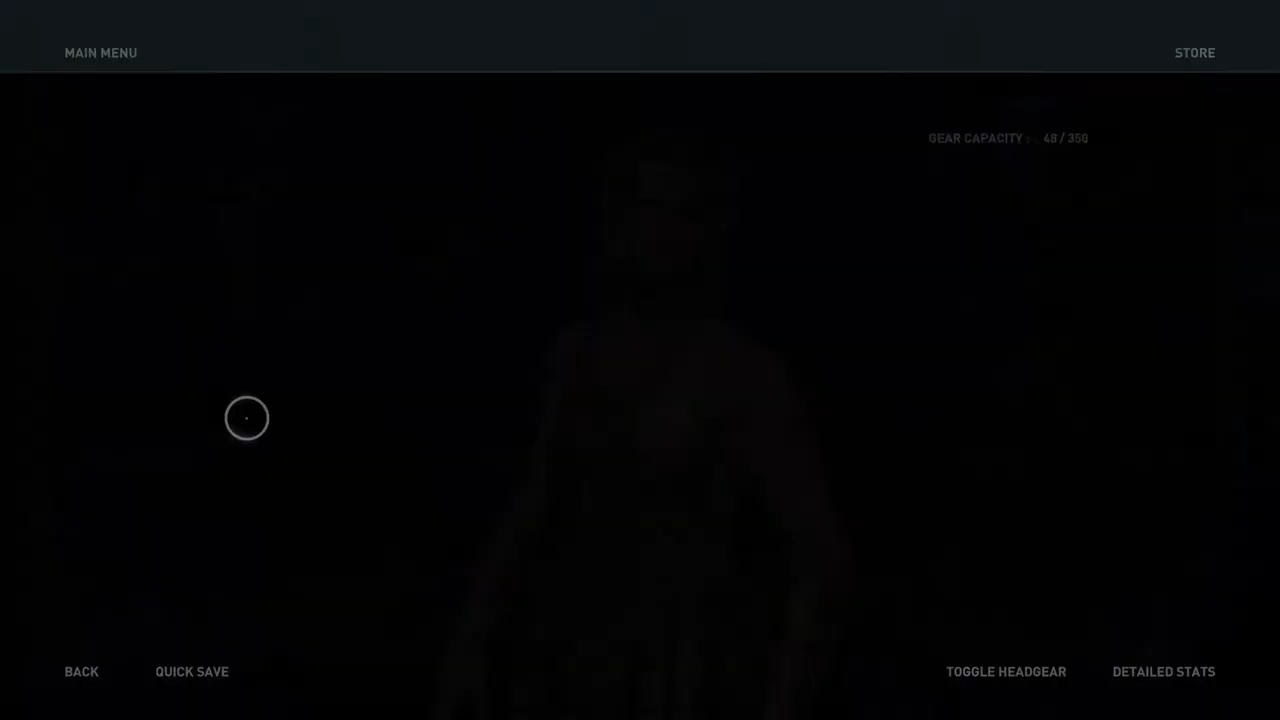 MAIN MENU
STORE
GEAR CAPACITY : 48 / 350
BACK
QUICK SAVE
TOGGLE HEADGEAR
DETAILED STATS